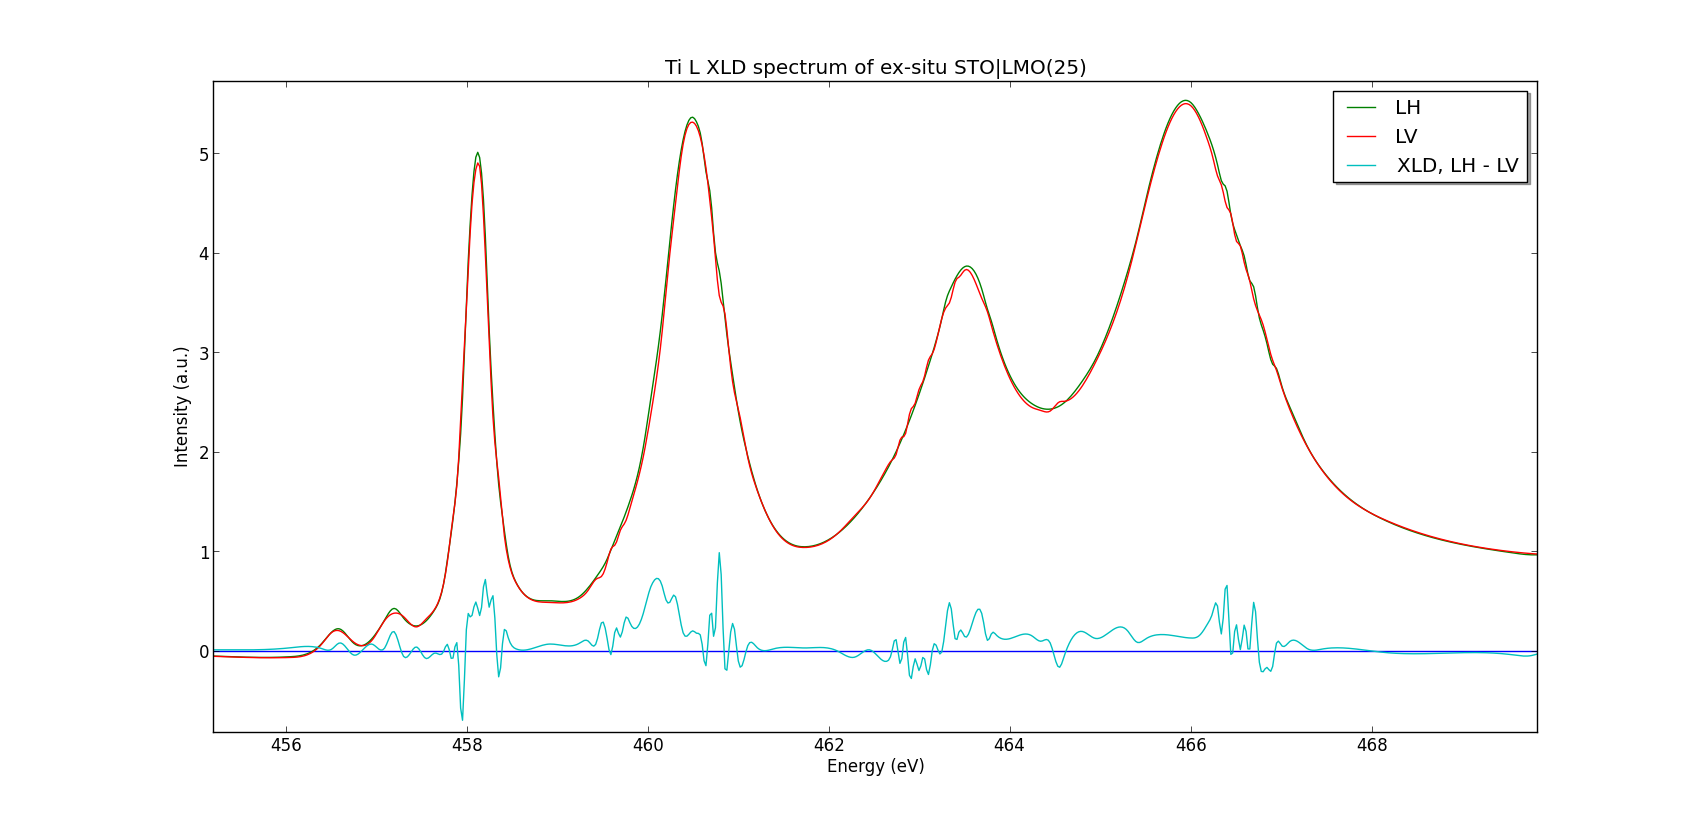 Ti L XLD spectrum of ex-situ STO|LMO(25)
LH
LV
XLD, LH - LV
5
4
3
2
1
0
Intensity (a.u.)
456 458 460 462 464 466 468
Energy (eV)